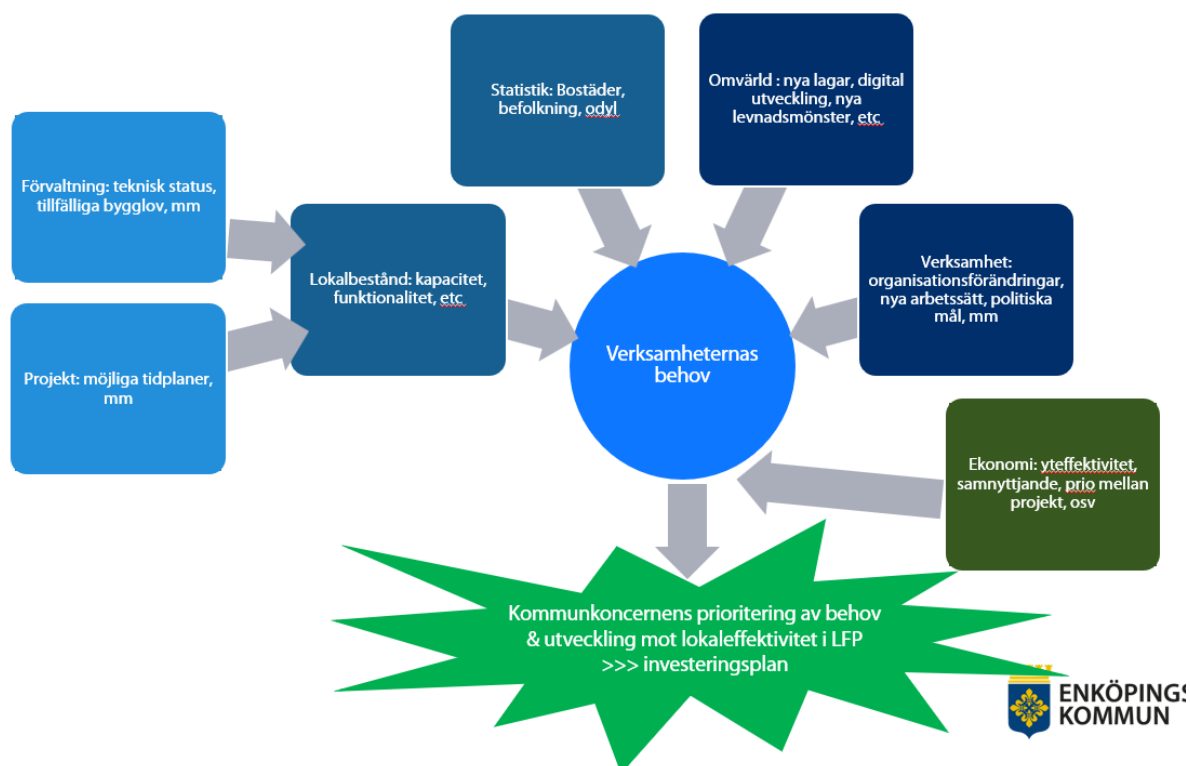 Statistik: Bostäder,
befolkning, odyl
Omvärld : nya lagar, digital
utveckling, nya
levnadsmönster, etc
Förvaltning: teknisk status,
tillfälliga bygglov, mm
Lokalbestånd: kapacitet,
funktionalitet, etc
Verksamhet:
organisationsförändringar,
nya arbetssätt, politiska
mål, mm
Verksamheternas
behov
Projekt: möjliga tidplaner,
mm
Ekonomi: yteffektivitet,
samnyttjande, prio mellan
projekt, osv
Kommunkoncernens prioritering av behov
& utveckling mot lokaleffektivitet i LFP
>>> investeringsplan
ENKÖPINGS
KOMMUN